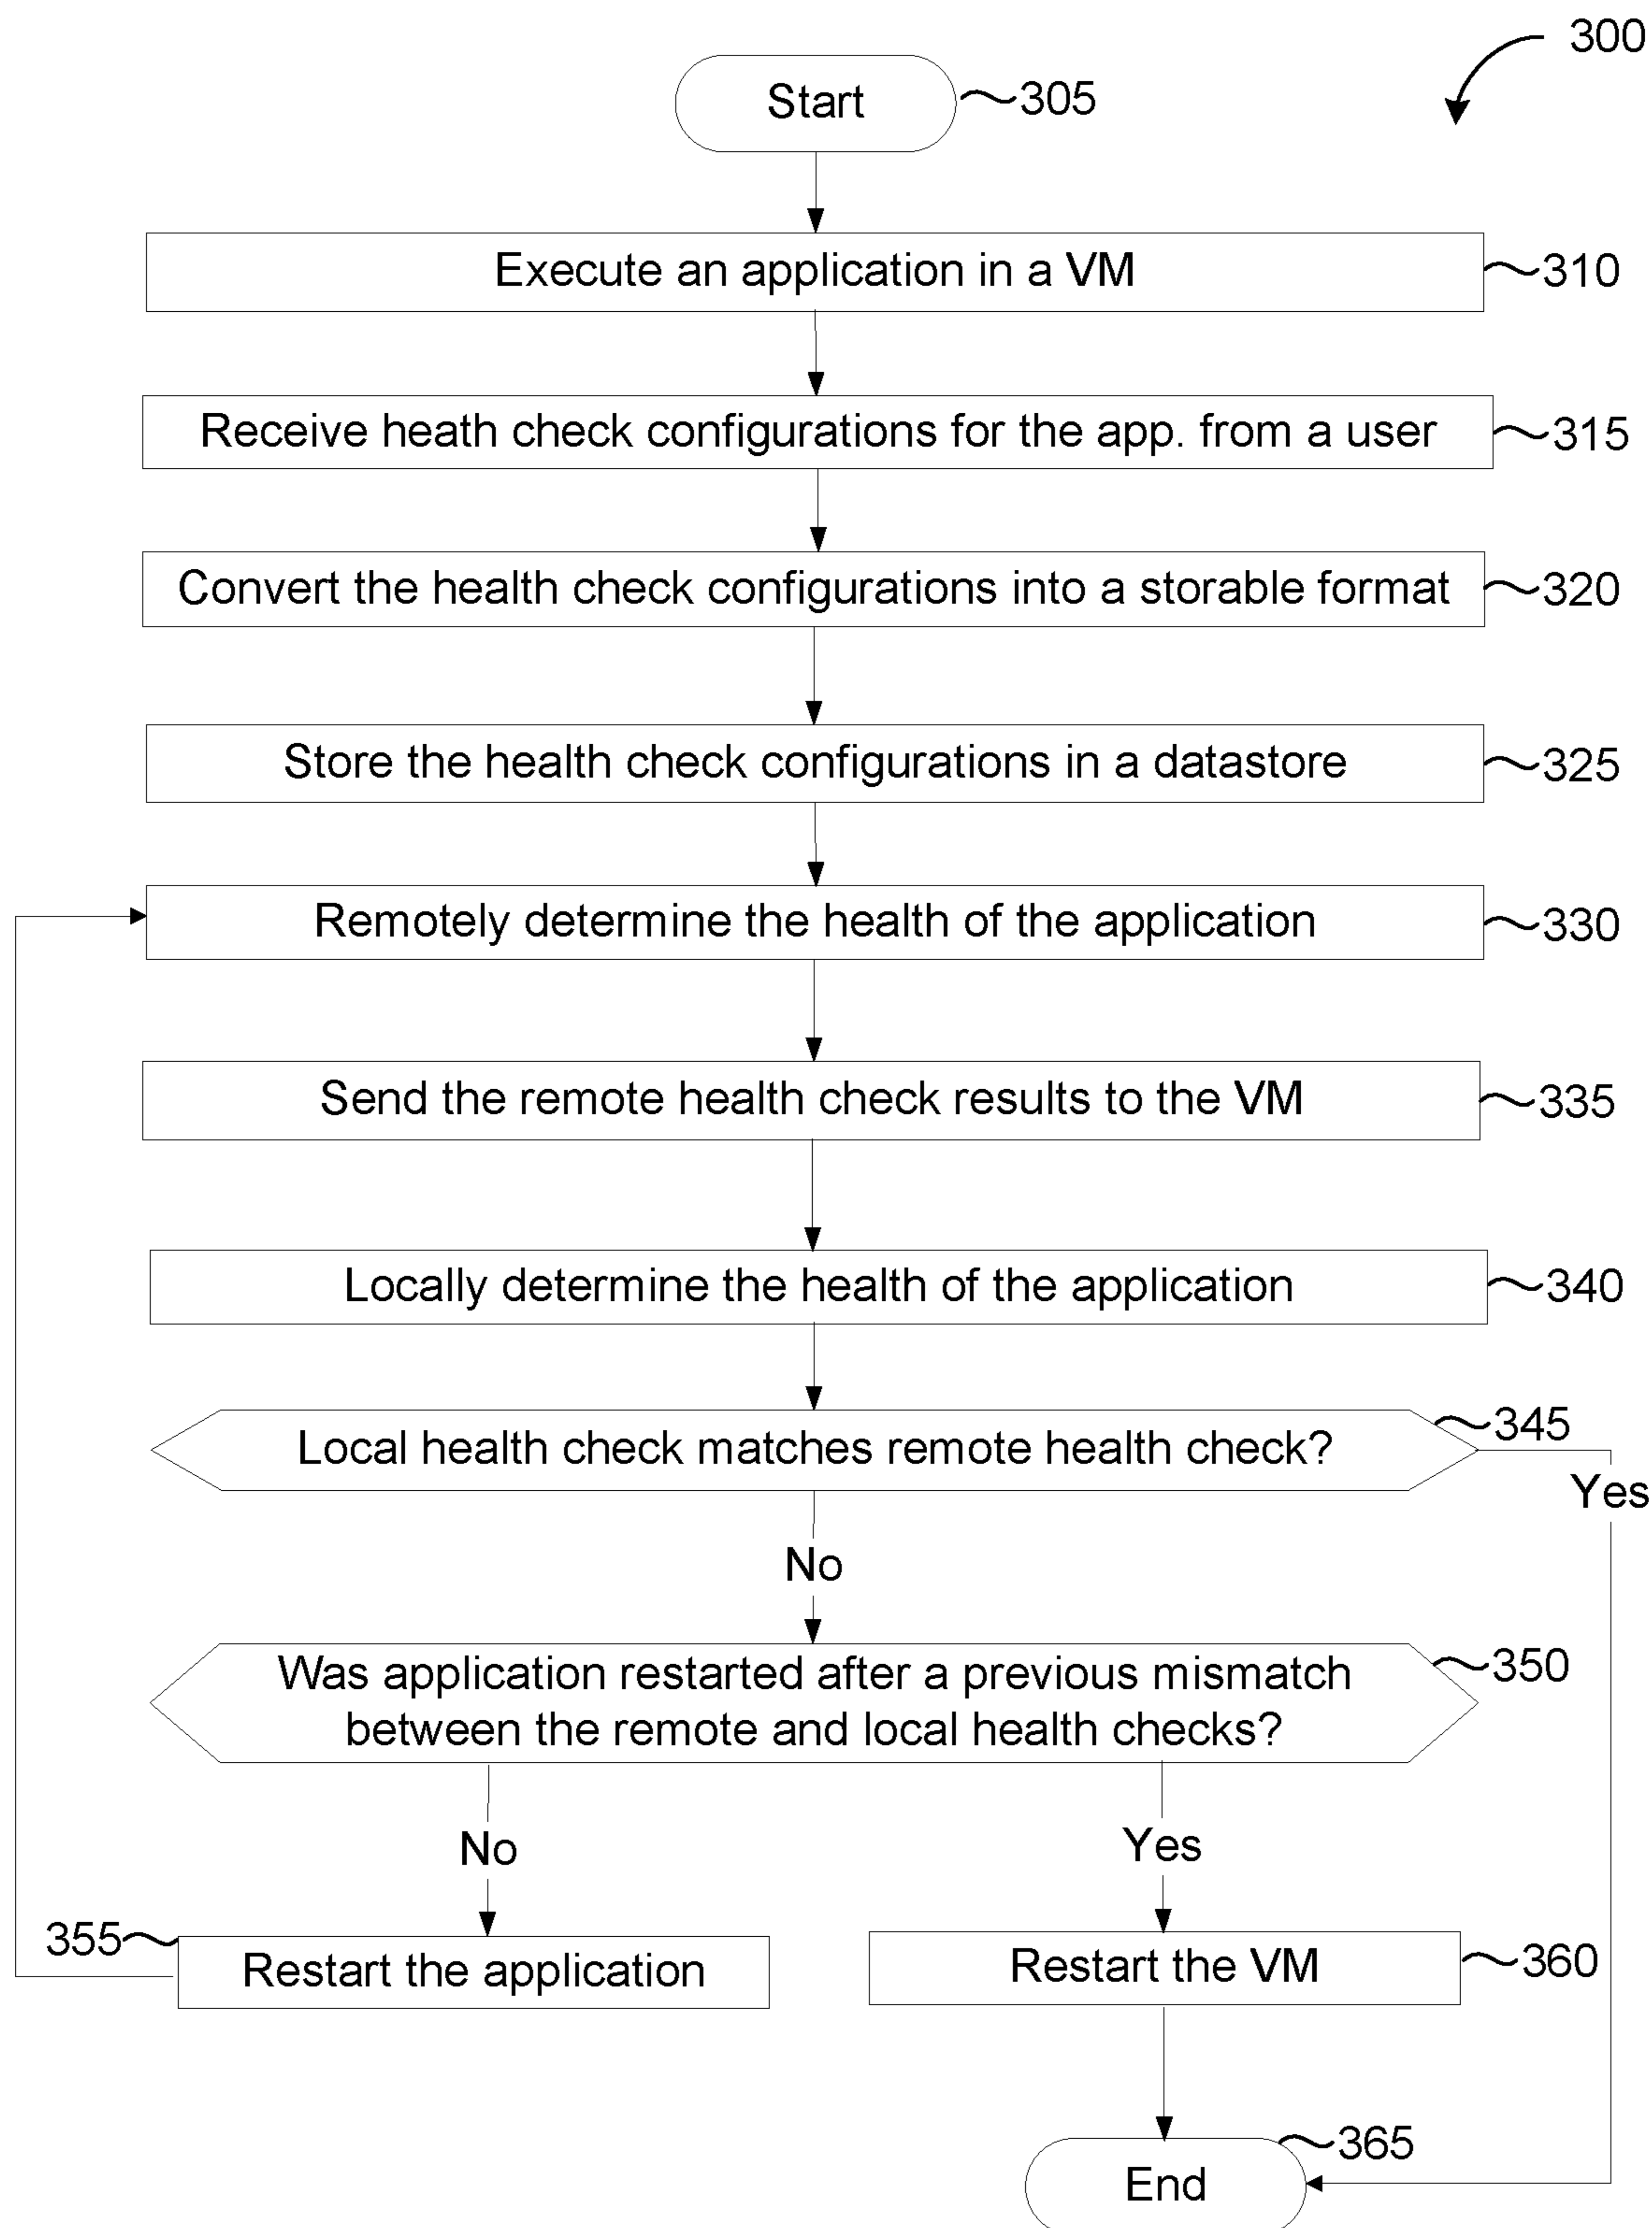 300
Start
305
Execute an application in a VM
310
Receive heath check configurations for the app. from a user
315
Convert the health check configurations into a storable format
320
Store the health check configurations in a datastore
325
Remotely determine the health of the application
330
Send the remote health check results to the VM
335
Locally determine the health of the application
340
Local health check matches remote health check?
345
Yes
No
Was application restarted after a previous mismatch
between the remote and local health checks?
350
No
Yes
355
Restart the application
Restart the VM
360
365
End